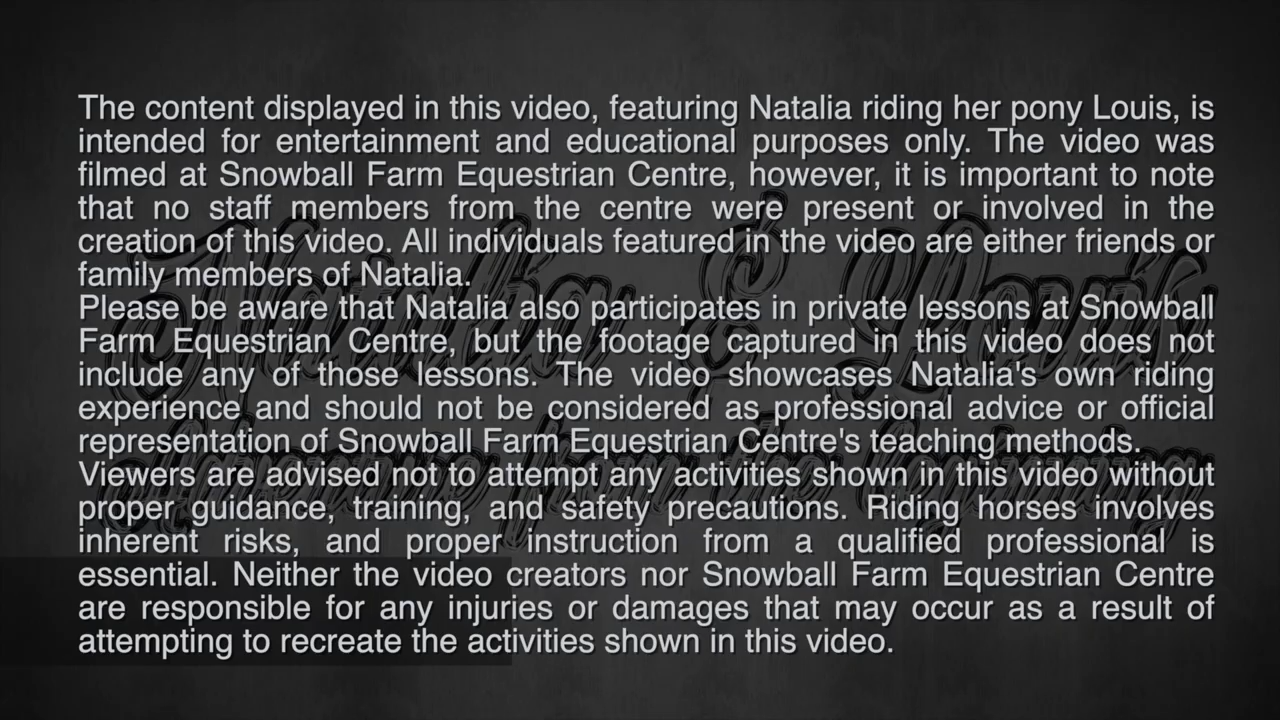 The content displayed in this video, featuring Natalia riding her pony Louis, is
intended for entertainment and educational purposes only. The video was
filmed at Snowball Farm Equestrian Centre, however, it is important to note
that no staff members from the centre were present or involved in the
creation of this video. All individuals featured in the video are either friends or
family members of Natalia.
Please be aware that Natalia also participates in private lessons at Snowball
Farm Equestrian Centre, but the footage captured in this video does not
include any of those lessons. The video showcases Natalia's own riding
experience and should not be considered as professional advice or official
representation of Snowball Farm Equestrian Centre's teaching methods.
Viewers are advised not to attempt any activities shown in this video without
proper guidance, training, and safety precautions. Riding horses involves
inherent risks, and proper instruction from a qualified professional is
essential. Neither the video creators nor Snowball Farm Equestrian Centre
are responsible for any injuries or damages that may occur as a result of
attempting to recreate the activities shown in this video.
Natalia & Louis